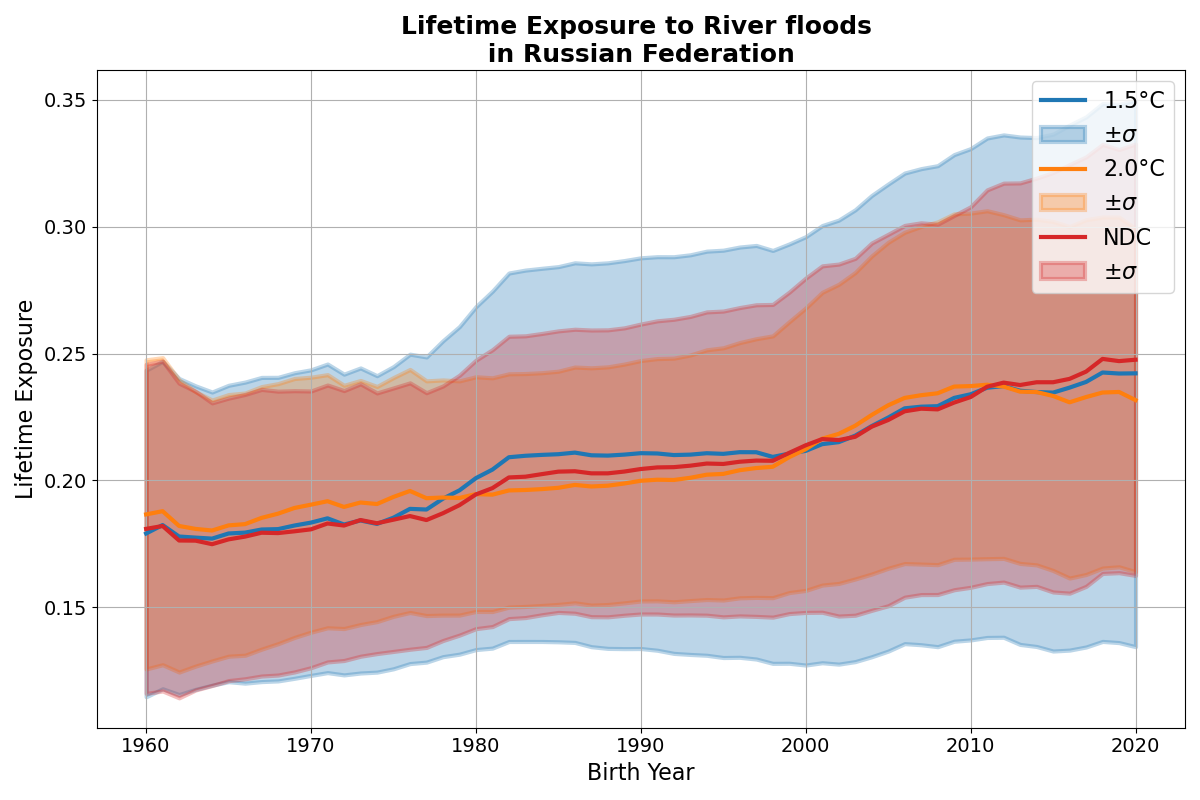 Lifetime Exposure to River floods
in Russian Federation
Lifetime Exposure
0.35
0.30
0.25
0.20
0.15
1960
1970
1980
1990
2000
2010
2020
Birth Year
1.5°C
±σ
2.0°C
±σ
NDC
±σ